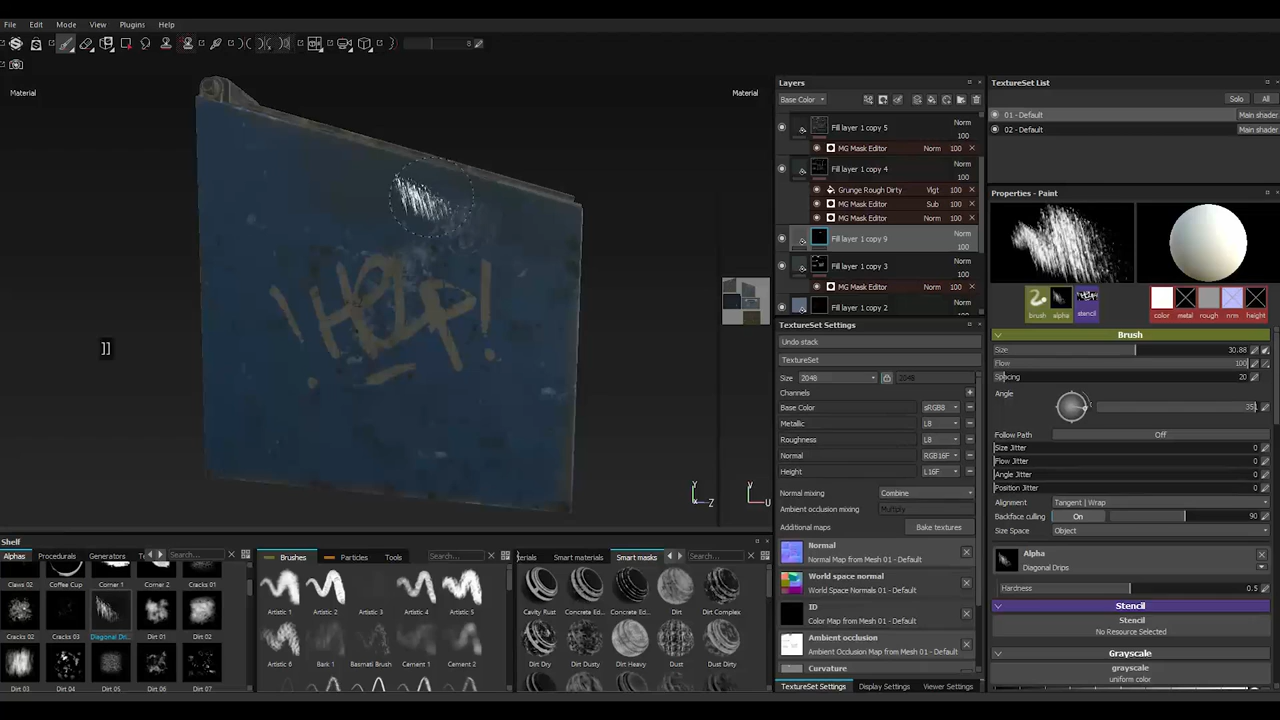 File Edit Mode View Plugins Help
8
Material
Material
!HELP!
]]
Layers
Base Color
Fill layer 1 copy 5 Norm 100
MG Mask Editor Norm 100
Fill layer 1 copy 4 Norm 100
Grunge Rough Dirty Vlgt 100
MG Mask Editor Sub 100
MG Mask Editor Norm 100
Fill layer 1 copy 9 Norm 100
Fill layer 1 copy 3 Norm 100
MG Mask Editor Norm 100
Fill layer 1 copy 2 Norm
TextureSet Settings
Undo stack
TextureSet
Size 2048 2048
Channels
Base Color sRGB8
Metallic L8
Roughness L8
Normal RGB16F
Height L16F
Normal mixing Combine
Ambient occlusion mixing Multiply
Additional maps Bake textures
Normal
Normal Map from Mesh 01 - Default
World space normal
World Space Normals 01 - Default
ID
Color Map from Mesh 01 - Default
Ambient occlusion
Ambient Occlusion Map from Mesh 01 - Default
Curvature
TextureSet Settings Display Settings Viewer Settings
TextureSet List
Solo All
01 - Default Main shader
02 - Default Main shader
Properties - Paint
brush alpha stencil color metal rough nrm height
Brush
Size 30.88
Flow 100
Spacing 20
Angle 351
Follow Path Off
Size Jitter 0
Flow Jitter 0
Angle Jitter 0
Position Jitter 0
Alignment Tangent | Wrap
Backface culling On 90
Size Space Object
Alpha
Diagonal Drips
Hardness 0.5
Stencil
Stencil
No Resource Selected
Grayscale
grayscale
uniform color
Y Z
V U
Shelf
Alphas Procedurals Generators Search...
Claws 02 Coffee Cup Corner 1 Corner 2 Cracks 01
Cracks 02 Cracks 03 Diagonal Dri... Dirt 01 Dirt 02
Dirt 03 Dirt 04 Dirt 05 Dirt 06 Dirt 07
Brushes Particles Tools Search...
Artistic 1 Artistic 2 Artistic 3 Artistic 4 Artistic 5
Artistic 6 Bark 1 Basmati Brush Cement 1 Cement 2
Smart materials Smart masks Search...
Cavity Rust Concrete Ed... Concrete Ed... Dirt Dirt Complex
Dirt Dry Dirt Dusty Dirt Heavy Dust Dust Dirty